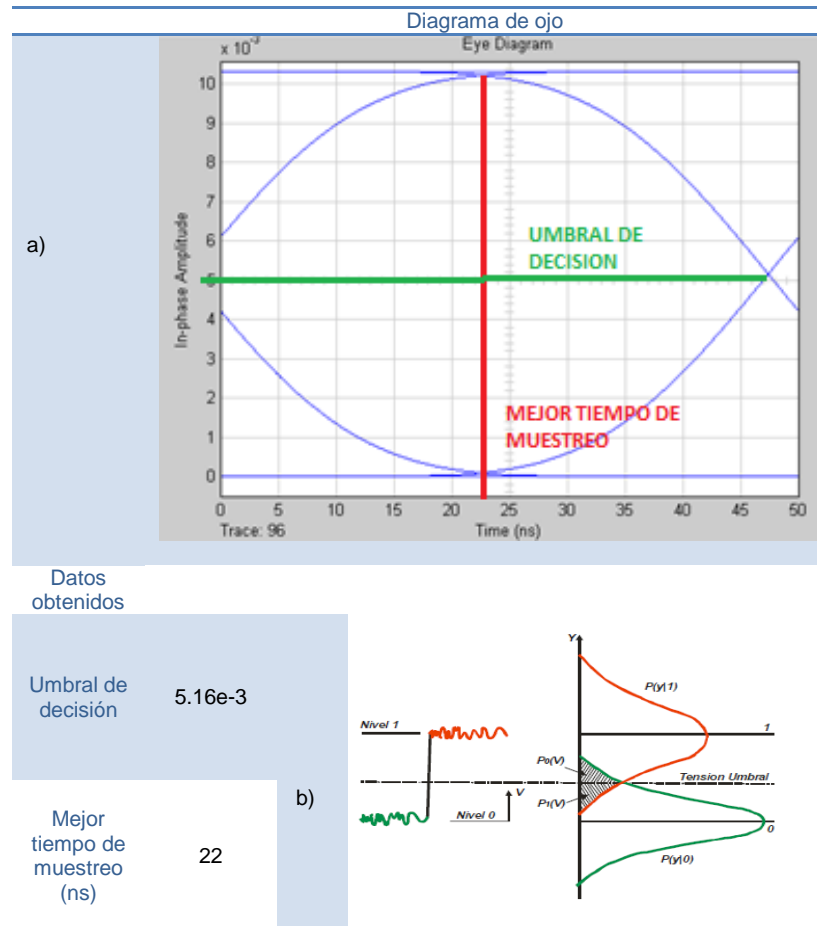 Diagrama de ojo
a)
x 10⁻³
Eye Diagram
10
9
8
7
6
5
4
3
2
1
0
In-phase Amplitude
UMBRAL DE
DECISION
MEJOR TIEMPO DE
MUESTREO
0 5 10 15 20 25 30 35 40 45 50
Trace: 96
Time (ns)
Datos
obtenidos
Umbral de
decisión
5.16e-3
Mejor
tiempo de
muestreo
(ns)
22
b)
Y
P(y|1)
Nivel 1
1
P₀(V)
Tension Umbral
V
P₁(V)
Nivel 0
0
P(y|0)